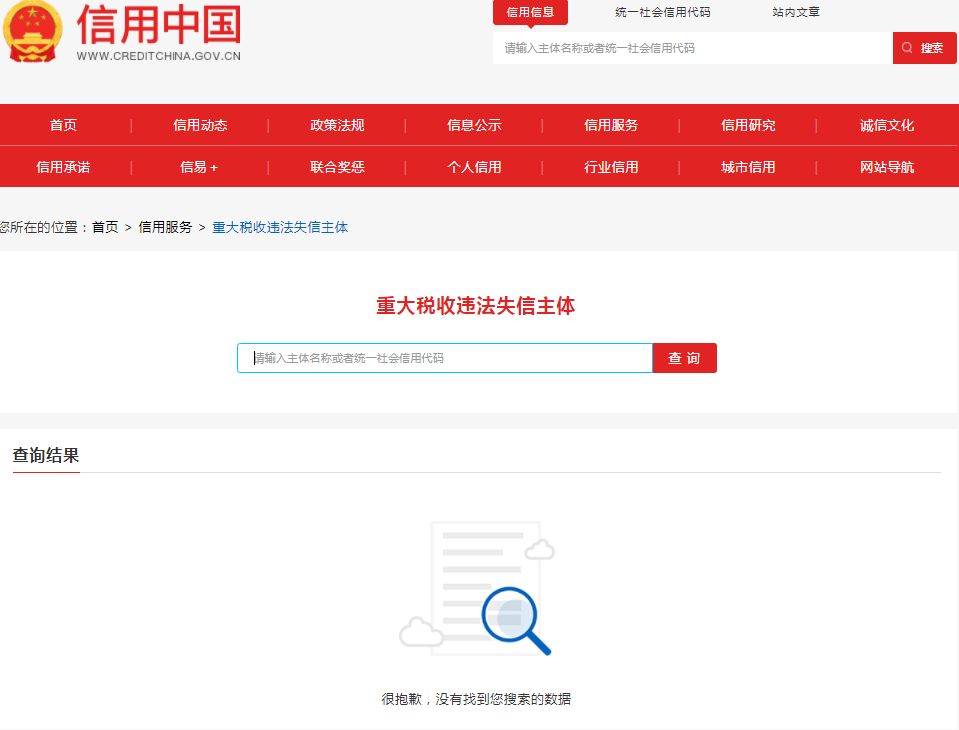 信用中国
WWW.CREDITCHINA.GOV.CN
信用信息 统一社会信用代码 站内文章
请输入主体名称或者统一社会信用代码 搜索
首页 | 信用动态 | 政策法规 | 信息公示 | 信用服务 | 信用研究 | 诚信文化
信用承诺 | 信易+ | 联合奖惩 | 个人信用 | 行业信用 | 城市信用 | 网站导航
您所在的位置：首页 > 信用服务 > 重大税收违法失信主体
重大税收违法失信主体
请输入主体名称或者统一社会信用代码 查询
查询结果
很抱歉，没有找到您搜索的数据